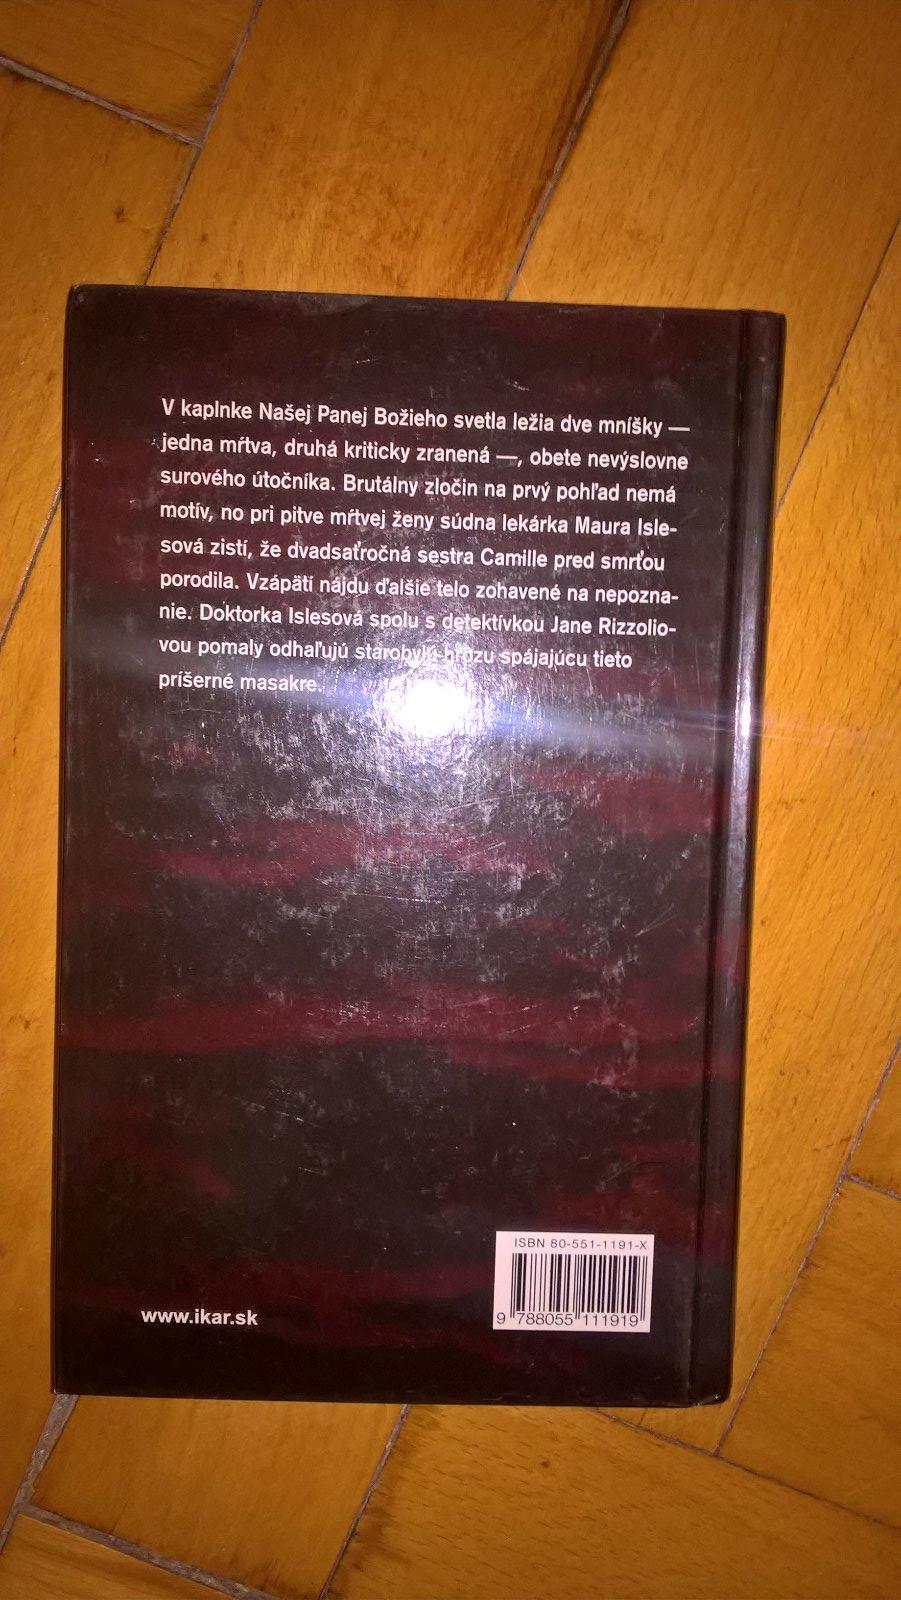 V kaplnke Našej Panej Božieho svetla ležia dve mníšky —
jedna mŕtva, druhá kriticky zranená —, obete nevýslovne
surového útočníka. Brutálny zločin na prvý pohľad nemá
motív, no pri pitve mŕtvej ženy súdna lekárka Maura Isle-
sová zistí, že dvadsaťročná sestra Camille pred smrťou
porodila. Vzápätí nájdu ďalšie telo zohavené na nepozna-
nie. Doktorka Islesová spolu s detektívkou Jane Rizzolio-
vou pomaly odhaľujú starobylú hrôzu spájajúcu tieto
príšerné masakre.
ISBN 80-551-1191-X
9 788055 111919
www.ikar.sk